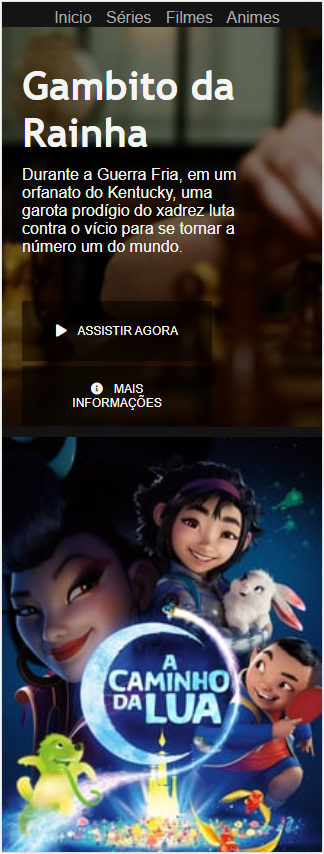 Inicio Séries Filmes Animes
Gambito da
Rainha
Durante a Guerra Fria, em um
orfanato do Kentucky, uma
garota prodígio do xadrez luta
contra o vício para se tornar a
número um do mundo.
ASSISTIR AGORA
MAIS
INFORMAÇÕES
A
CAMINHO
DA LUA